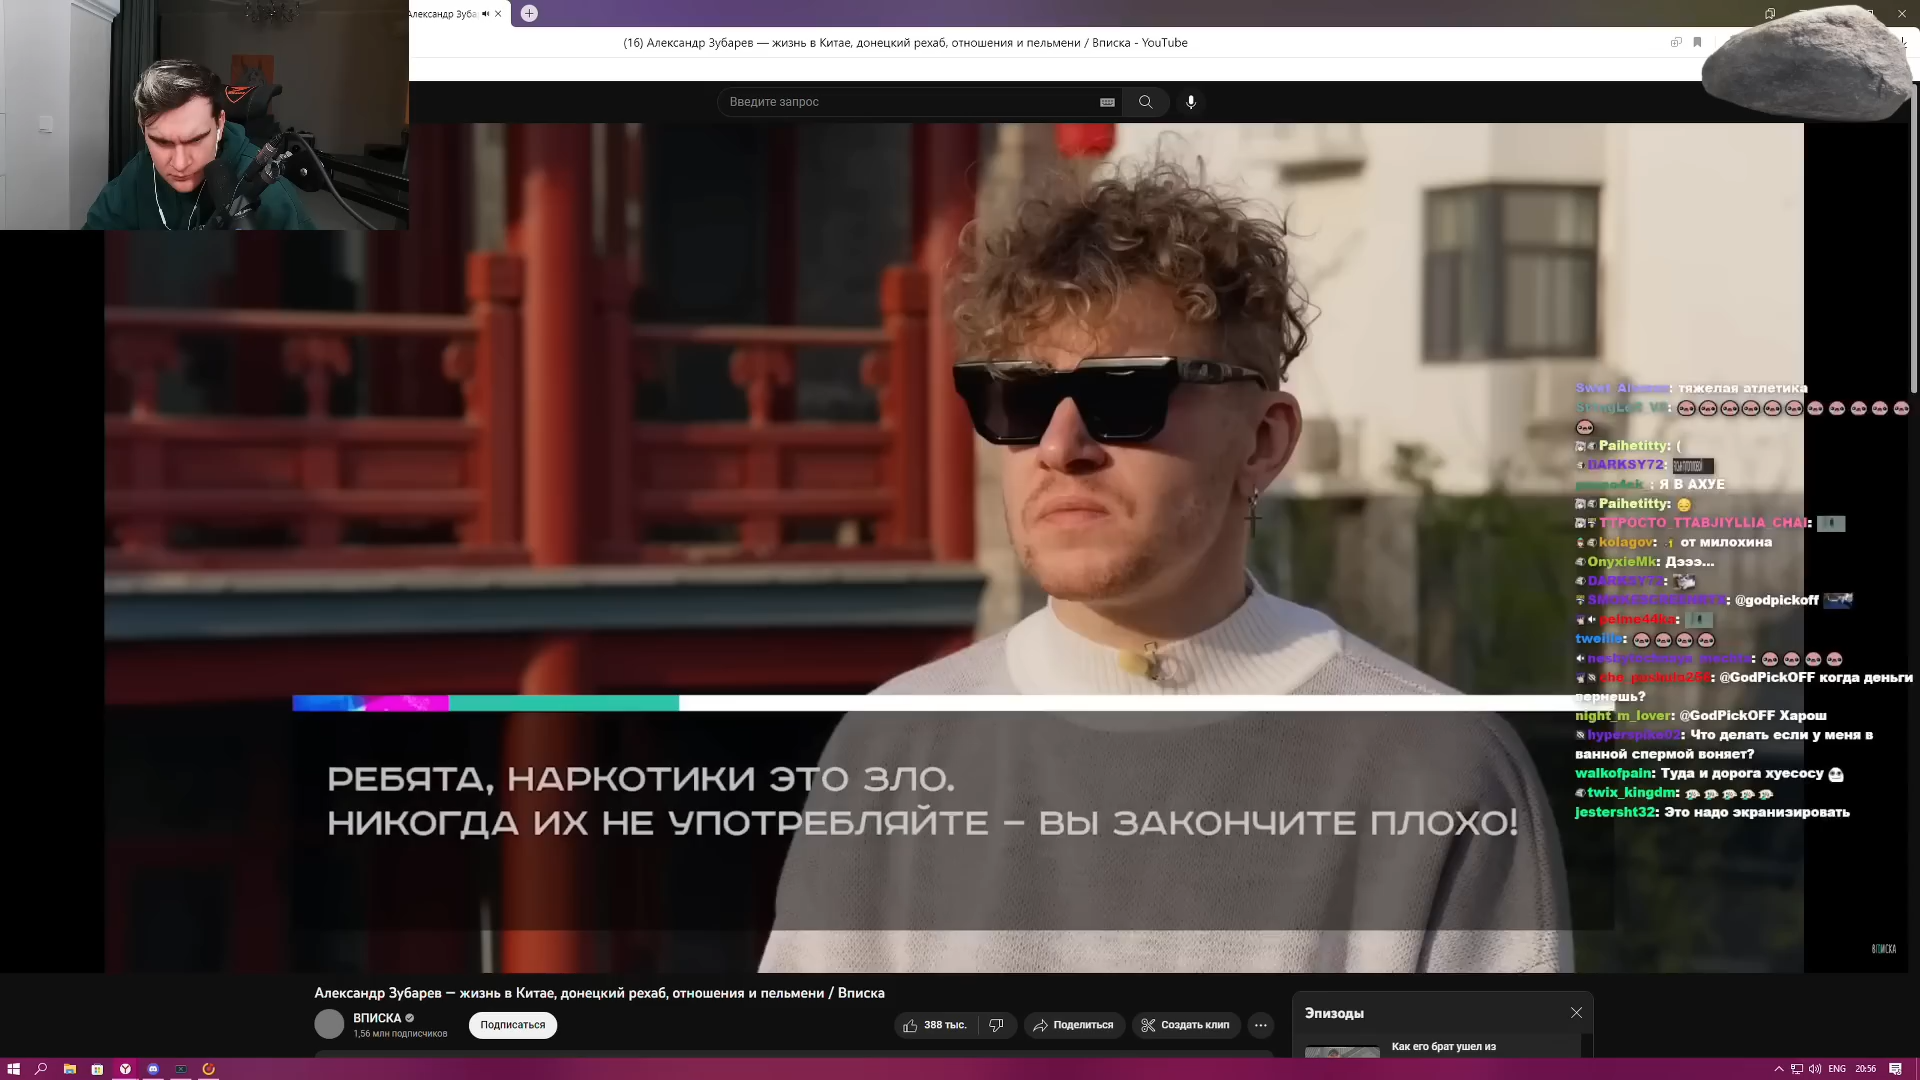 Александр Зуба
(16) Александр Зубарев — жизнь в Китае, донецкий рехаб, отношения и пельмени / Вписка - YouTube
Введите запрос
тяжелая атлетика
Paihetitty: (
DARKSY72:
Я В АХУЕ
Paihetitty:
TTPOCTO_TTABJIYLLIA_CHAI:
kolagov: от милохина
OnyxieMk: Дэээ...
DARKSY72:
@godpickoff
@GodPickOFF когда деньги
вернешь?
night_m_lover: @GodPickOFF Харош
hyperspike02: Что делать если у меня в
ванной спермой воняет?
walkofpain: Туда и дорога хуесосу
twix_kingdm:
jestersht32: Это надо экранизировать
РЕБЯТА, НАРКОТИКИ ЭТО ЗЛО.
НИКОГДА ИХ НЕ УПОТРЕБЛЯЙТЕ – ВЫ ЗАКОНЧИТЕ ПЛОХО!
ВПИСКА
Александр Зубарев — жизнь в Китае, донецкий рехаб, отношения и пельмени / Вписка
ВПИСКА
1,56 млн подписчиков
Подписаться
388 тыс.
Поделиться
Создать клип
Эпизоды
Как его брат ушел из
ENG
20:56